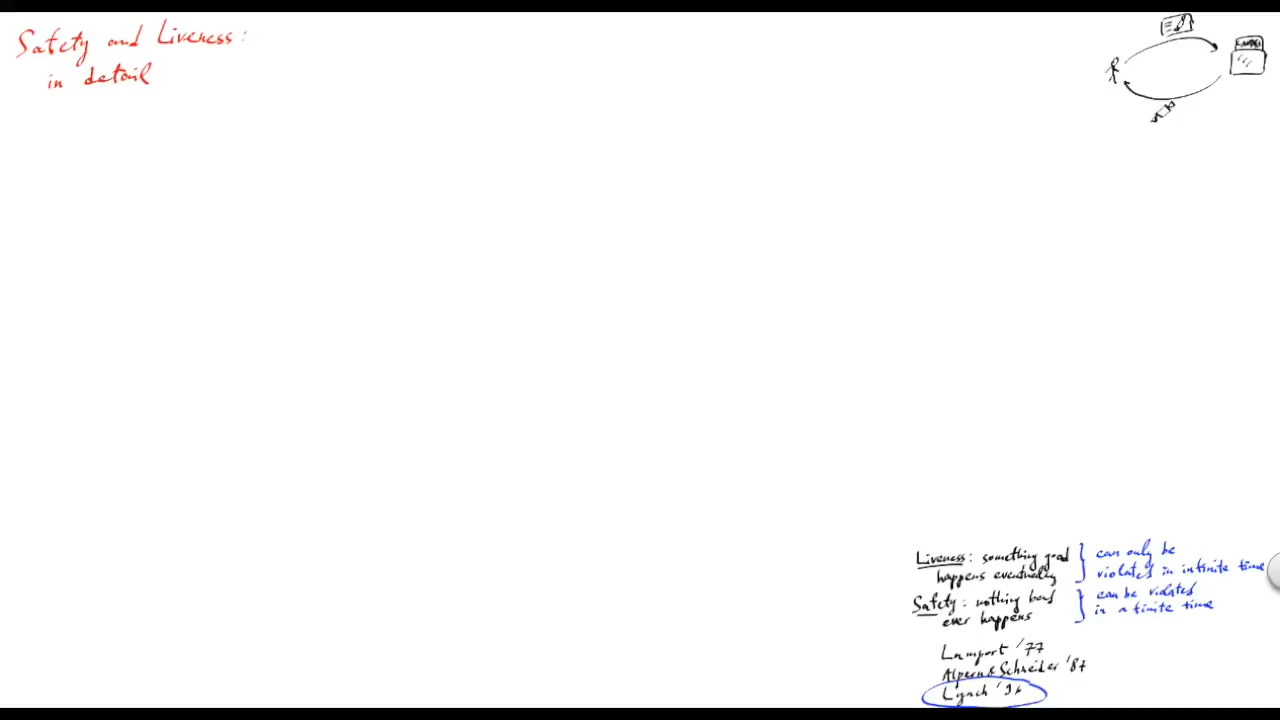 Safety and Liveness:
in detail
Liveness: something good
happens eventually
can only be
violated in infinite time
Safety: nothing bad
ever happens
can be violated
in a finite time
Lamport '77
Alpern & Schneider '87
Lynch '96